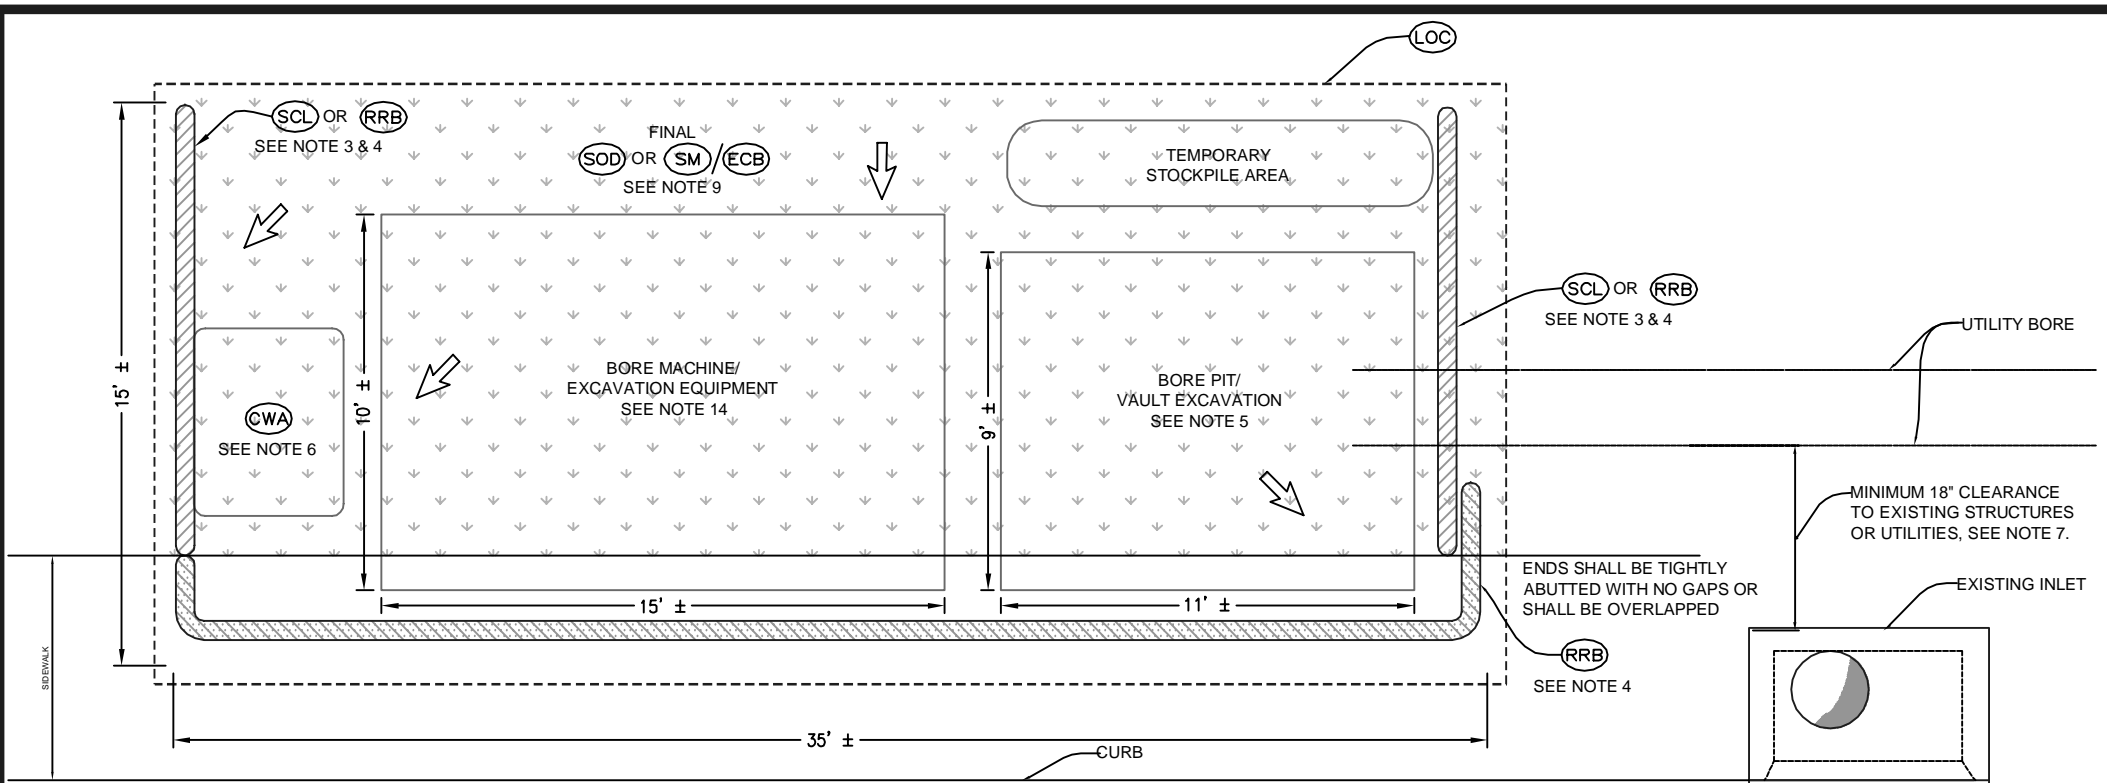 LOC
SCL OR RRB
SEE NOTE 3 & 4
FINAL
SOD OR SM / ECB
SEE NOTE 9
TEMPORARY
STOCKPILE AREA
SCL OR RRB
SEE NOTE 3 & 4
UTILITY BORE
15' ±
10' ±
BORE MACHINE/
EXCAVATION EQUIPMENT
SEE NOTE 14
9' ±
BORE PIT/
VAULT EXCAVATION
SEE NOTE 5
CWA
SEE NOTE 6
MINIMUM 18" CLEARANCE
TO EXISTING STRUCTURES
OR UTILITIES, SEE NOTE 7.
ENDS SHALL BE TIGHTLY
ABUTTED WITH NO GAPS OR
SHALL BE OVERLAPPED
EXISTING INLET
15' ±
11' ±
SIDEWALK
RRB
SEE NOTE 4
35' ±
CURB